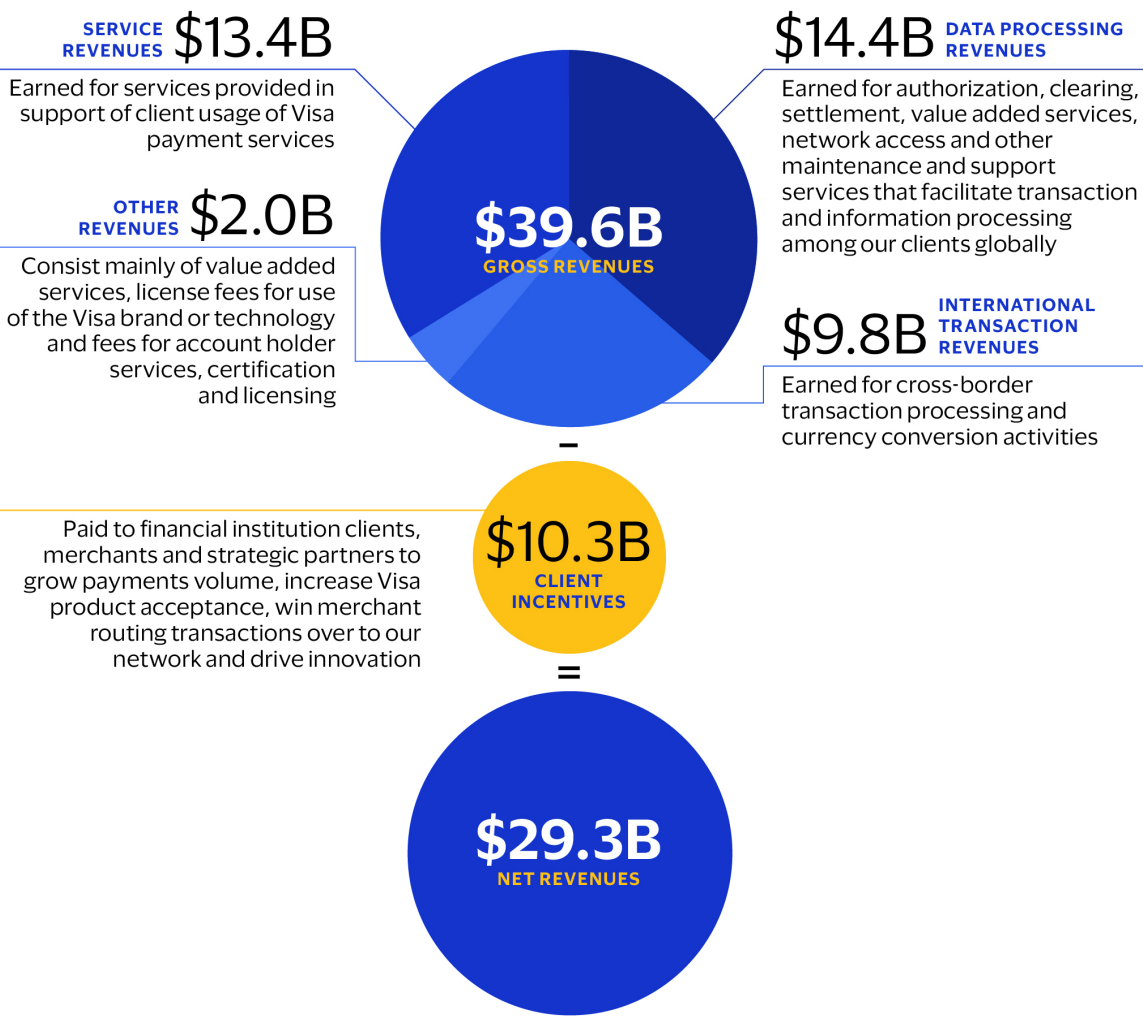 SERVICE
REVENUES
$13.4B
Earned for services provided in
support of client usage of Visa
payment services
OTHER
REVENUES
$2.0B
Consist mainly of value added
services, license fees for use
of the Visa brand or technology
and fees for account holder
services, certification
and licensing
$39.6B
GROSS REVENUES
$14.4B
DATA PROCESSING
REVENUES
Earned for authorization, clearing,
settlement, value added services,
network access and other
maintenance and support
services that facilitate transaction
and information processing
among our clients globally
$9.8B
INTERNATIONAL
TRANSACTION
REVENUES
Earned for cross-border
transaction processing and
currency conversion activities
–
Paid to financial institution clients,
merchants and strategic partners to
grow payments volume, increase Visa
product acceptance, win merchant
routing transactions over to our
network and drive innovation
$10.3B
CLIENT
INCENTIVES
=
$29.3B
NET REVENUES